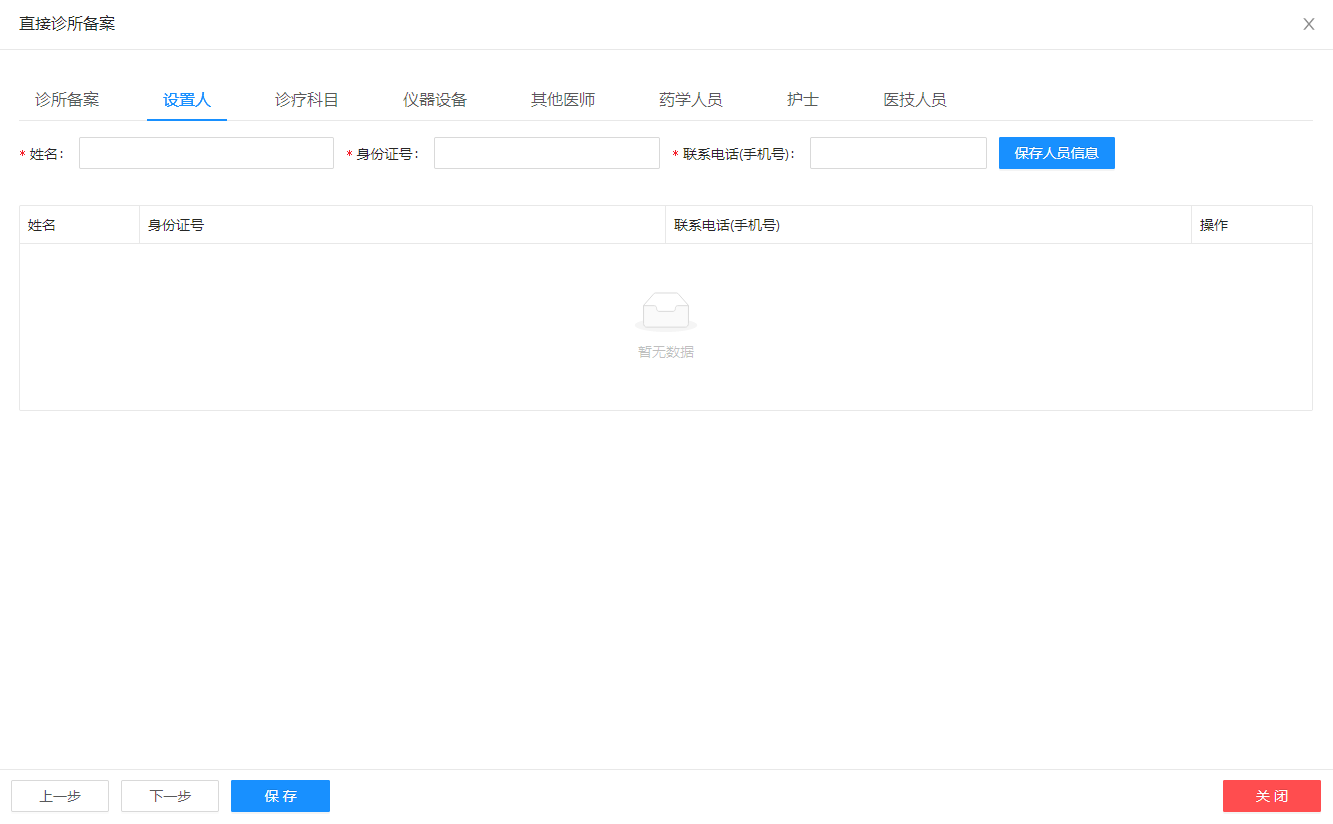 直接诊所备案
诊所备案 设置人 诊疗科目 仪器设备 其他医师 药学人员 护士 医技人员
* 姓名: * 身份证号: * 联系电话(手机号): 保存人员信息
姓名 身份证号 联系电话(手机号) 操作
暂无数据
上一步 下一步 保 存 关 闭